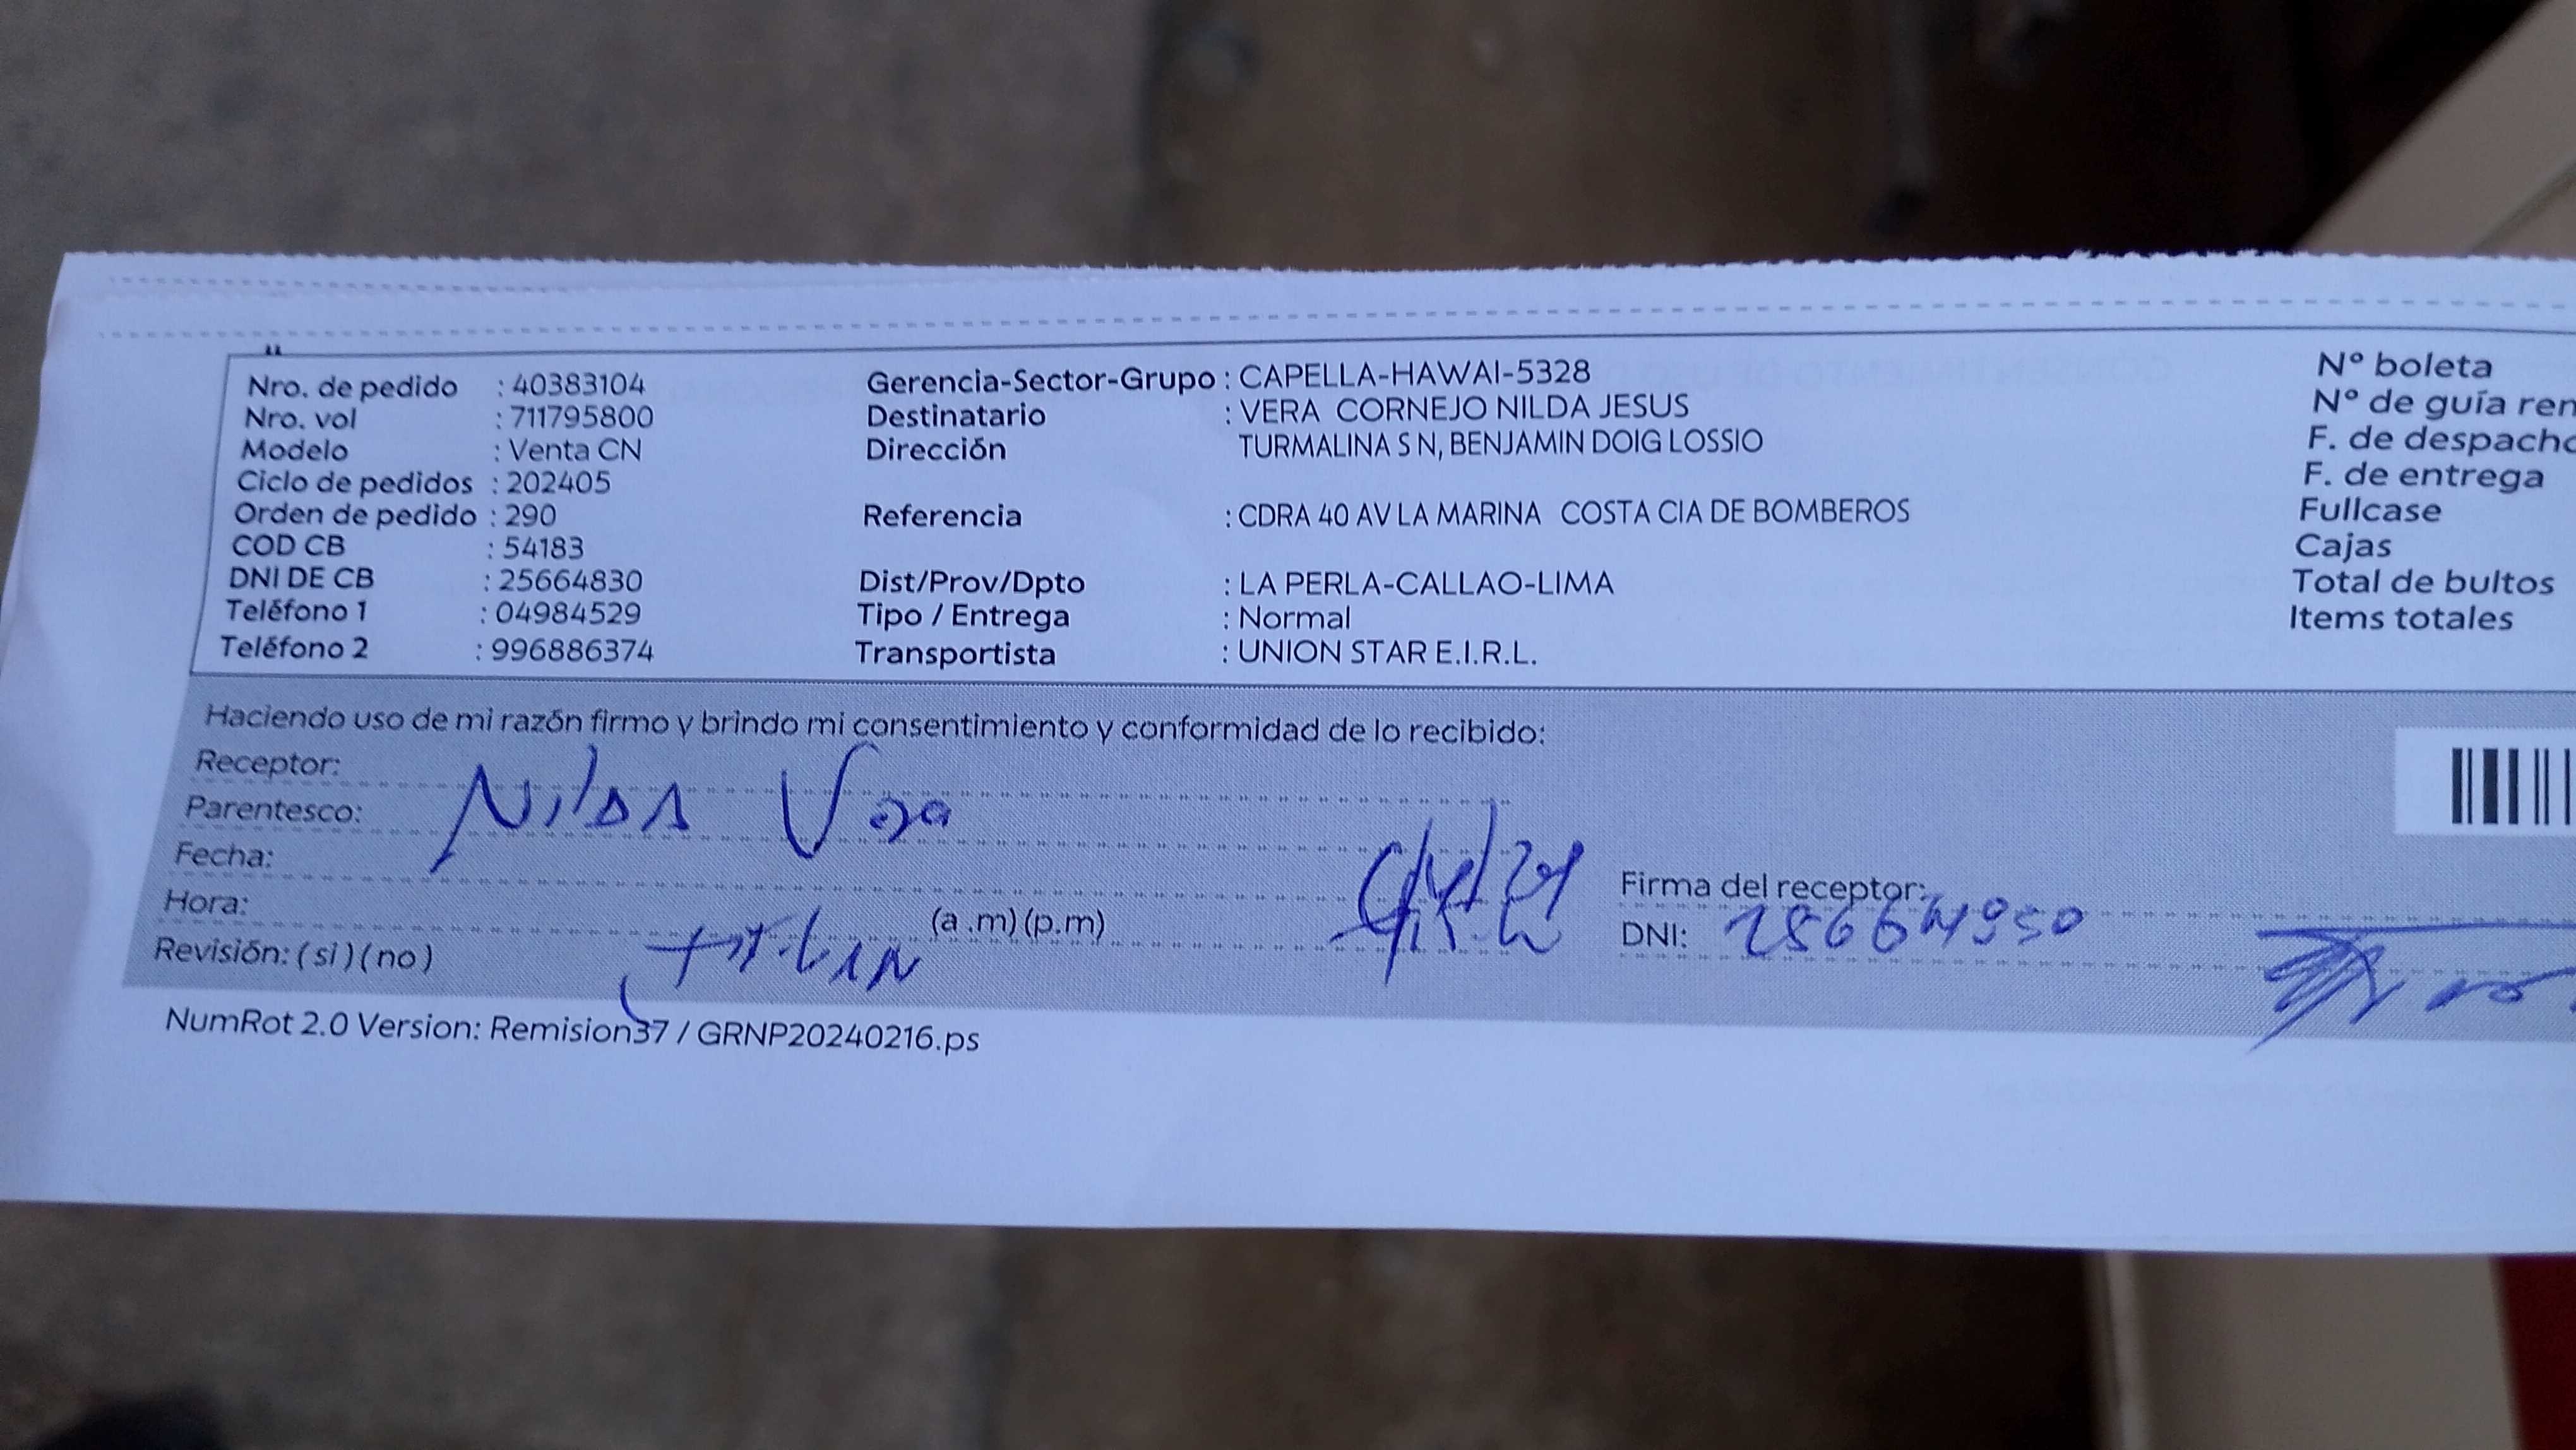 Nro. de pedido : 40383104
Nro. vol : 711795800
Modelo : Venta CN
Ciclo de pedidos : 202405
Orden de pedido : 290
COD CB : 54183
DNI DE CB : 25664830
Teléfono 1 : 04984529
Teléfono 2 : 996886374
Gerencia-Sector-Grupo : CAPELLA-HAWAI-5328
Destinatario : VERA CORNEJO NILDA JESUS
Dirección TURMALINA S N, BENJAMIN DOIG LOSSIO
Referencia : CDRA 40 AV LA MARINA COSTA CIA DE BOMBEROS
Dist/Prov/Dpto : LA PERLA-CALLAO-LIMA
Tipo / Entrega : Normal
Transportista : UNION STAR E.I.R.L.
N° boleta
N° de guía ren
F. de despacho
F. de entrega
Fullcase
Cajas
Total de bultos
Items totales
Haciendo uso de mi razón firmo y brindo mi consentimiento y conformidad de lo recibido:
Receptor:
Parentesco: Nilda Vera
Fecha:
Hora: (a .m) (p.m)
Revisión: ( si ) ( no )
Firma del receptor:
DNI:
NumRot 2.0 Version: Remision37 / GRNP20240216.ps